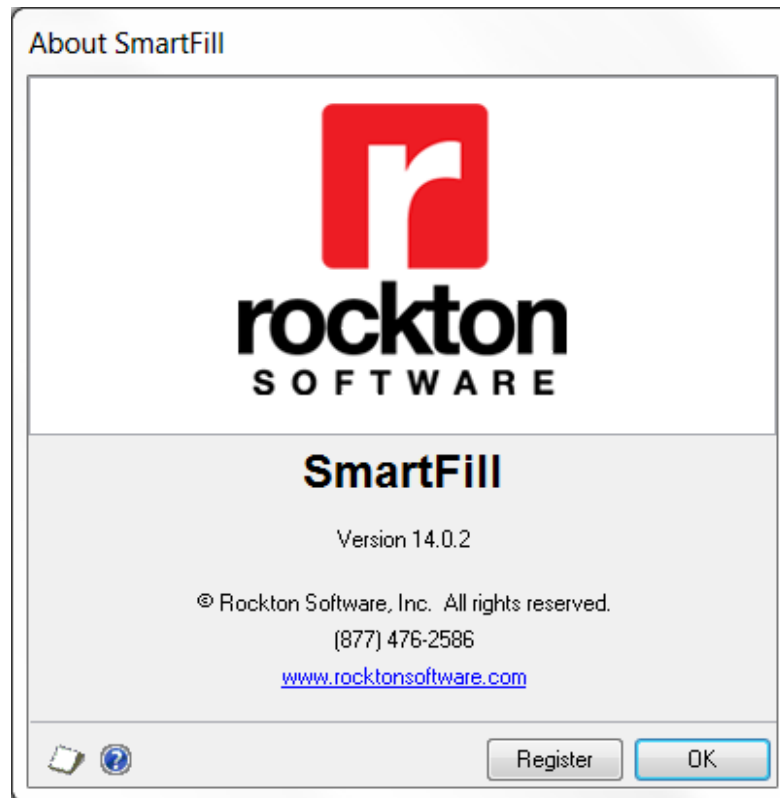 About SmartFill
r
rockton
SOFTWARE
SmartFill
Version 14.0.2
© Rockton Software, Inc. All rights reserved.
(877) 476-2586
www.rocktonsoftware.com
Register
OK